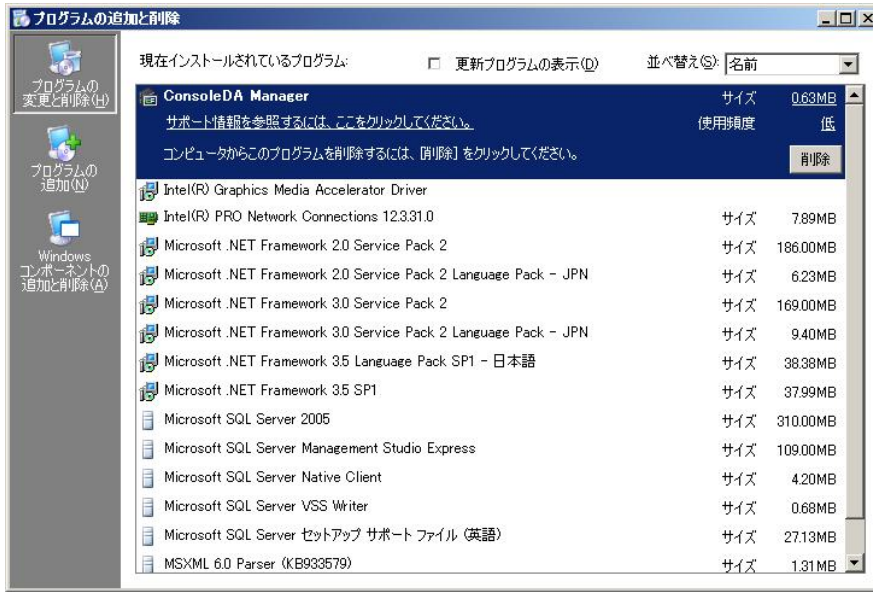 プログラムの追加と削除
現在インストールされているプログラム:
更新プログラムの表示(D)
並べ替え(S):
名前
プログラムの
変更と削除(H)
プログラムの
追加(N)
Windows
コンポーネントの
追加と削除(A)
ConsoleDA Manager サイズ 0.63MB
サポート情報を参照するには、ここをクリックしてください。 使用頻度 低
コンピュータからこのプログラムを削除するには、[削除] をクリックしてください。 削除
Intel(R) Graphics Media Accelerator Driver
Intel(R) PRO Network Connections 12.3.31.0 サイズ 7.89MB
Microsoft .NET Framework 2.0 Service Pack 2 サイズ 186.00MB
Microsoft .NET Framework 2.0 Service Pack 2 Language Pack - JPN サイズ 6.23MB
Microsoft .NET Framework 3.0 Service Pack 2 サイズ 169.00MB
Microsoft .NET Framework 3.0 Service Pack 2 Language Pack - JPN サイズ 9.40MB
Microsoft .NET Framework 3.5 Language Pack SP1 - 日本語 サイズ 38.38MB
Microsoft .NET Framework 3.5 SP1 サイズ 37.99MB
Microsoft SQL Server 2005 サイズ 310.00MB
Microsoft SQL Server Management Studio Express サイズ 109.00MB
Microsoft SQL Server Native Client サイズ 4.20MB
Microsoft SQL Server VSS Writer サイズ 0.68MB
Microsoft SQL Server セットアップ サポート ファイル (英語) サイズ 27.13MB
MSXML 6.0 Parser (KB933579) サイズ 1.31MB